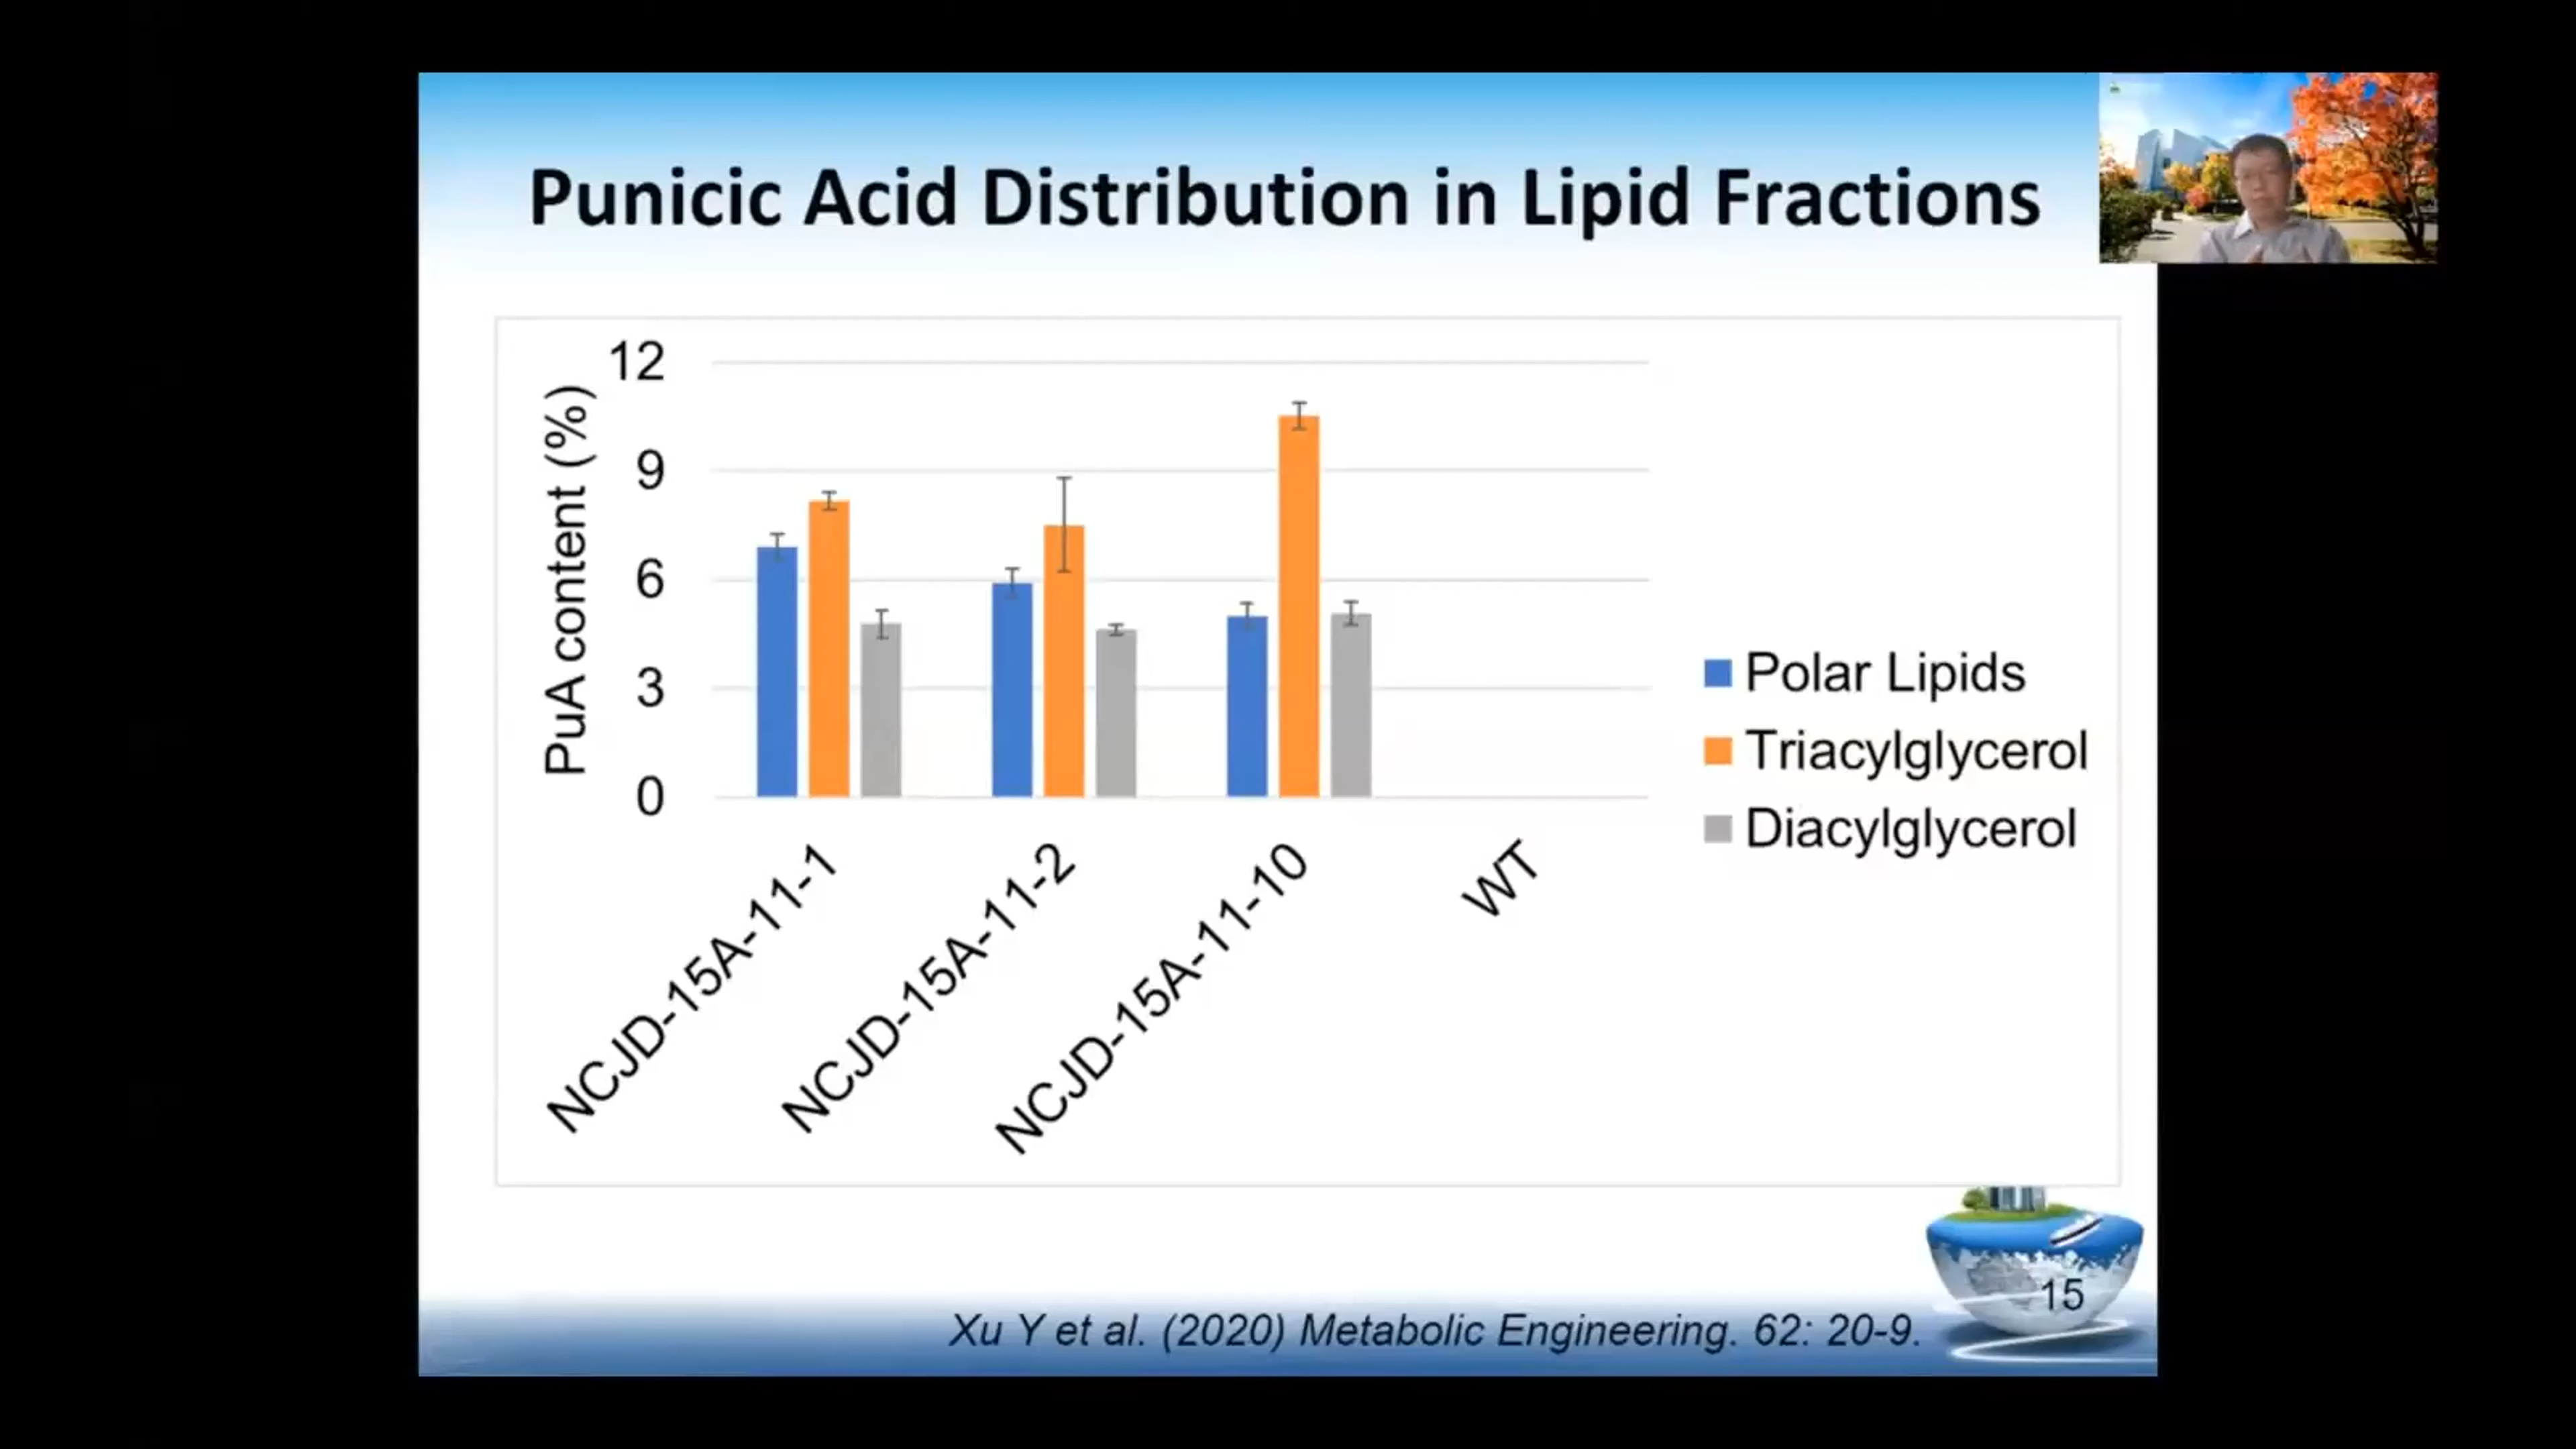 Punicic Acid Distribution in Lipid Fractions
PuA content (%)
12
9
6
3
0
NCJD-15A-11-1
NCJD-15A-11-2
NCJD-15A-11-10
WT
Polar Lipids
Triacylglycerol
Diacylglycerol
15
Xu Y et al. (2020) Metabolic Engineering. 62: 20-9.